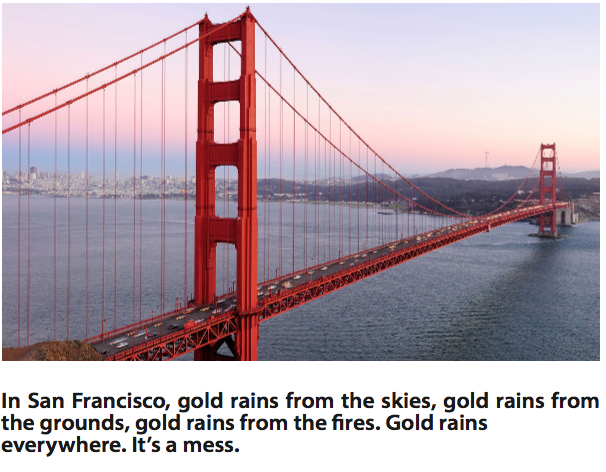 In San Francisco, gold rains from the skies, gold rains from
the grounds, gold rains from the fires. Gold rains
everywhere. It's a mess.